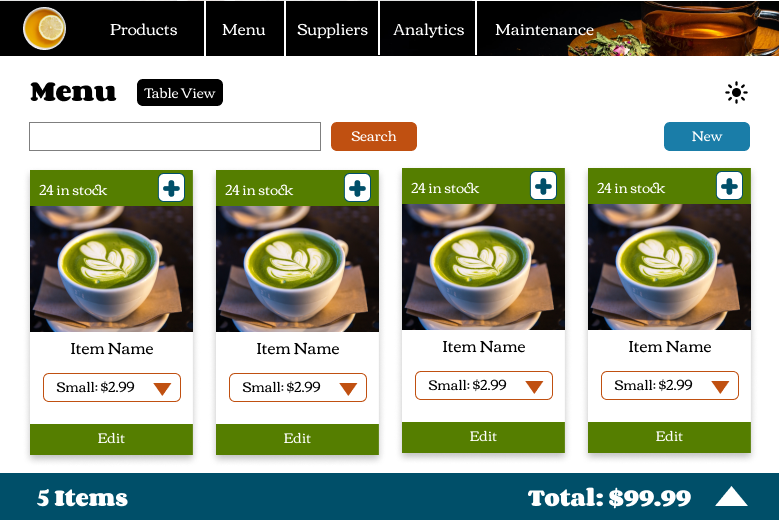 Products Menu Suppliers Analytics Maintenance
Menu Table View
Search New
24 in stock 24 in stock 24 in stock 24 in stock
Item Name Item Name Item Name Item Name
Small: $2.99 Small: $2.99 Small: $2.99 Small: $2.99
Edit Edit Edit Edit
5 Items Total: $99.99